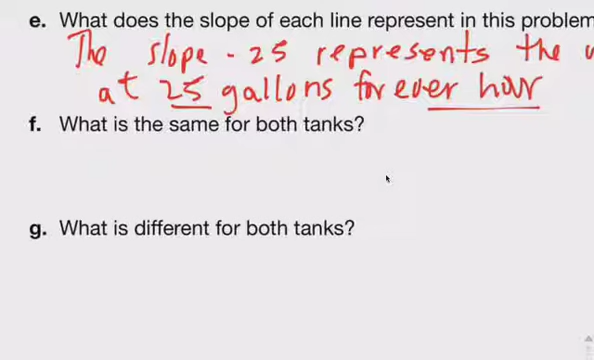 e. What does the slope of each line represent in this problem
The slope - 25 represents the
at 25 gallons for ever hour
f. What is the same for both tanks?
g. What is different for both tanks?